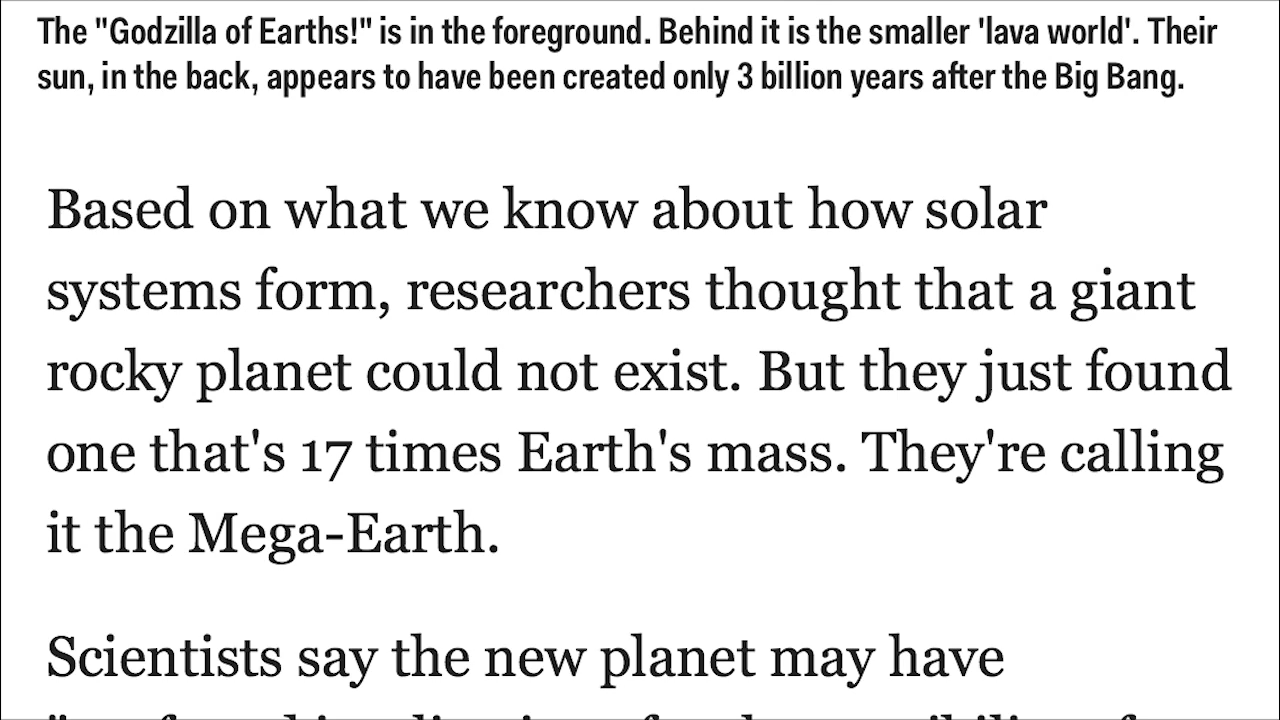 The "Godzilla of Earths!" is in the foreground. Behind it is the smaller 'lava world'. Their
sun, in the back, appears to have been created only 3 billion years after the Big Bang.
Based on what we know about how solar
systems form, researchers thought that a giant
rocky planet could not exist. But they just found
one that's 17 times Earth's mass. They're calling
it the Mega-Earth.
Scientists say the new planet may have